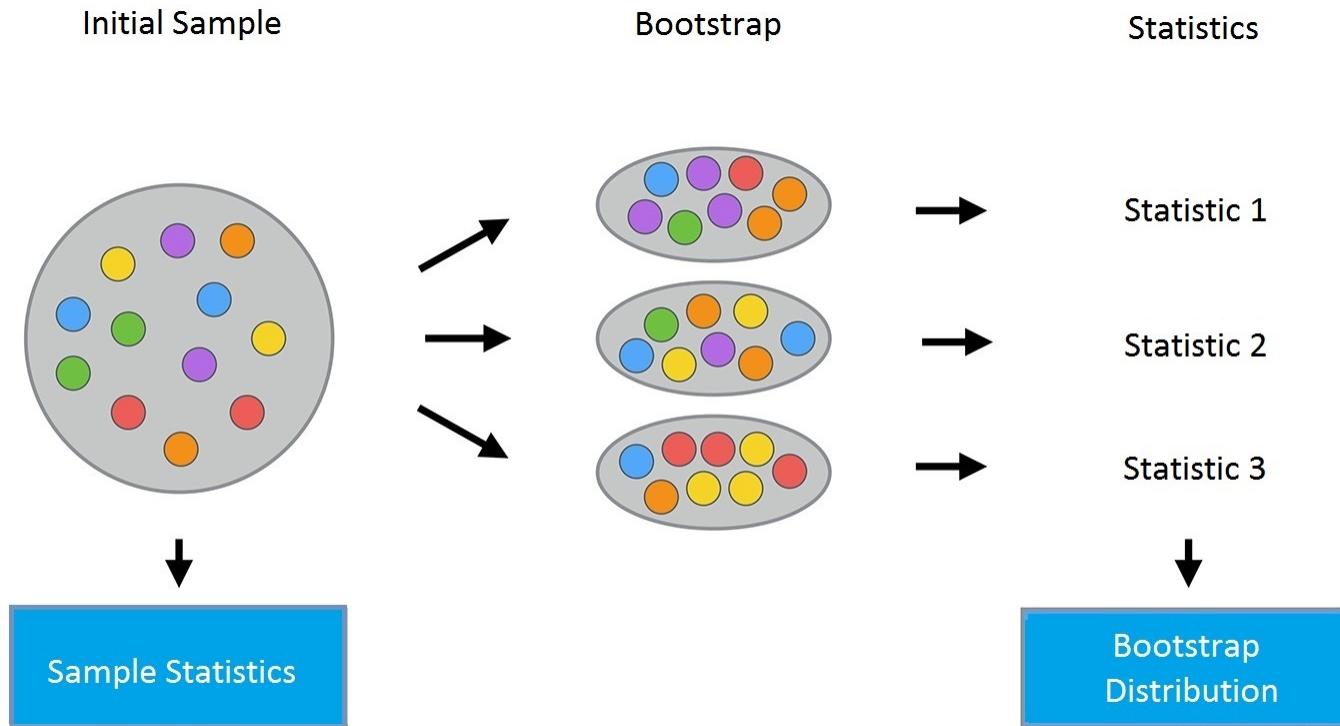 Initial Sample
Bootstrap
Statistics
Statistic 1
Statistic 2
Statistic 3
Sample Statistics
Bootstrap
Distribution